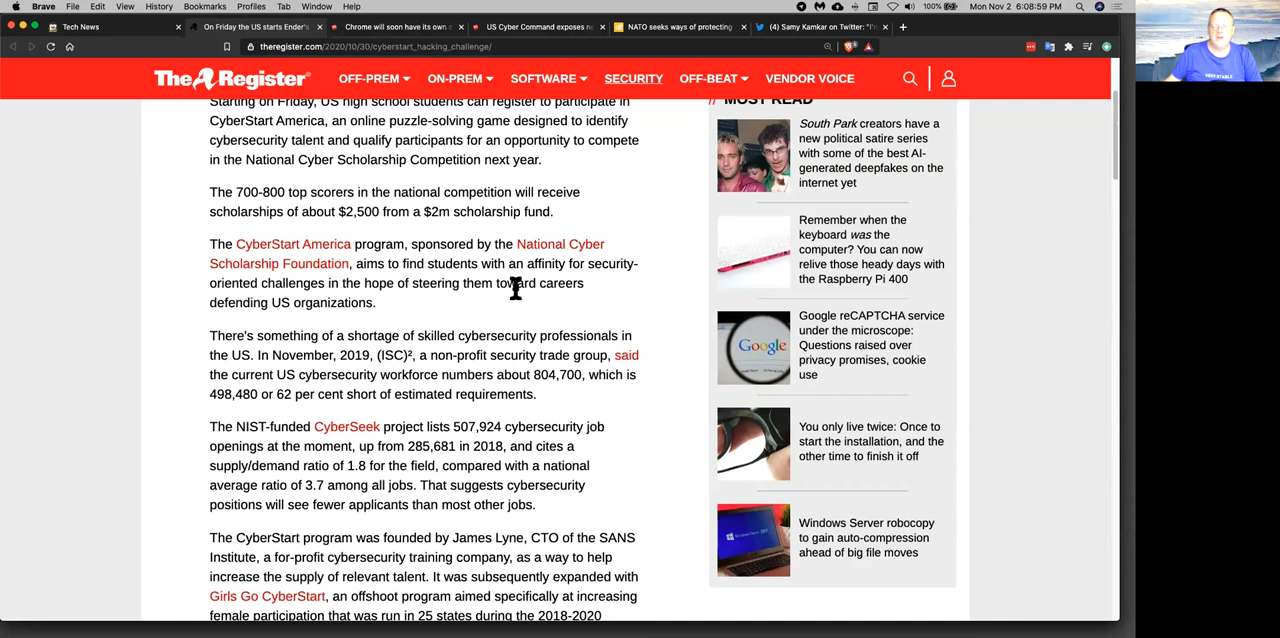 Brave File Edit View History Bookmarks Profiles Tab Window Help 100% Mon Nov 2 6:08:59 PM
Tech News × On Friday the US starts Ender's × Chrome will soon have its own × US Cyber Command exposes × NATO seeks ways of protecting × (4) Samy Kamkar on Twitter: "I'm × +
theregister.com/2020/10/30/cyberstart_hacking_challenge/
The Register® OFF-PREM ON-PREM SOFTWARE SECURITY OFF-BEAT VENDOR VOICE
Starting on Friday, US high school students can register to participate in
CyberStart America, an online puzzle-solving game designed to identify
cybersecurity talent and qualify participants for an opportunity to compete
in the National Cyber Scholarship Competition next year.
The 700-800 top scorers in the national competition will receive
scholarships of about $2,500 from a $2m scholarship fund.
The CyberStart America program, sponsored by the National Cyber
Scholarship Foundation, aims to find students with an affinity for security-
oriented challenges in the hope of steering them toward careers
defending US organizations.
There's something of a shortage of skilled cybersecurity professionals in
the US. In November, 2019, (ISC)², a non-profit security trade group, said
the current US cybersecurity workforce numbers about 804,700, which is
498,480 or 62 per cent short of estimated requirements.
The NIST-funded CyberSeek project lists 507,924 cybersecurity job
openings at the moment, up from 285,681 in 2018, and cites a
supply/demand ratio of 1.8 for the field, compared with a national
average ratio of 3.7 among all jobs. That suggests cybersecurity
positions will see fewer applicants than most other jobs.
The CyberStart program was founded by James Lyne, CTO of the SANS
Institute, a for-profit cybersecurity training company, as a way to help
increase the supply of relevant talent. It was subsequently expanded with
Girls Go CyberStart, an offshoot program aimed specifically at increasing
female participation that was run in 25 states during the 2018-2020
// MOST READ
South Park creators have a
new political satire series
with some of the best AI-
generated deepfakes on the
internet yet
Remember when the
keyboard was the
computer? You can now
relive those heady days with
the Raspberry Pi 400
Google
Google reCAPTCHA service
under the microscope:
Questions raised over
privacy promises, cookie
use
You only live twice: Once to
start the installation, and the
other time to finish it off
Windows Server robocopy
to gain auto-compression
ahead of big file moves